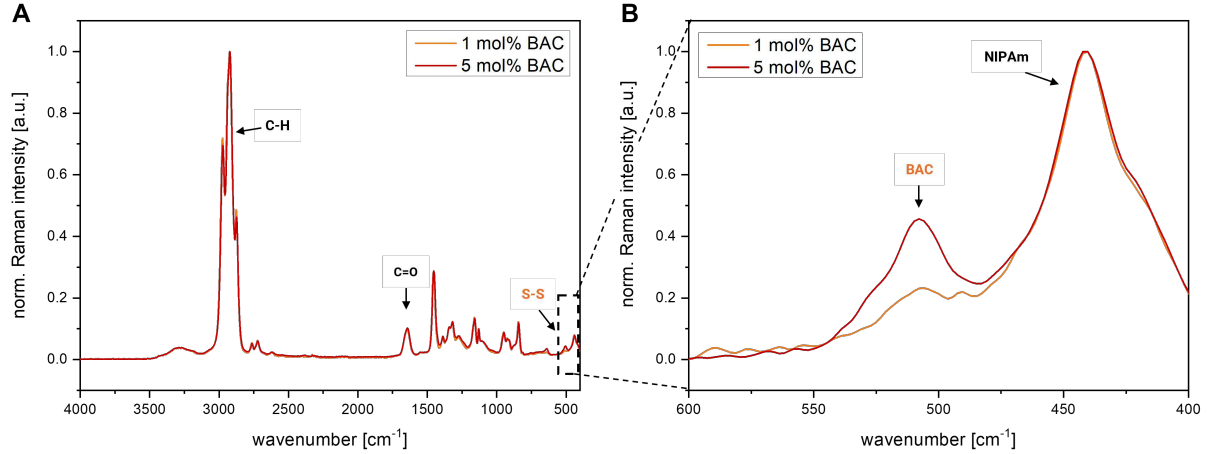 A
norm. Raman intensity [a.u.]
1.0
0.8
0.6
0.4
0.2
0.0
1 mol% BAC
5 mol% BAC
C-H
C=O
S-S
4000 3500 3000 2500 2000 1500 1000 500
wavenumber [cm⁻¹]
B
norm. Raman intensity [a.u.]
1.0
0.8
0.6
0.4
0.2
0.0
1 mol% BAC
5 mol% BAC
NIPAm
BAC
600 550 500 450 400
wavenumber [cm⁻¹]